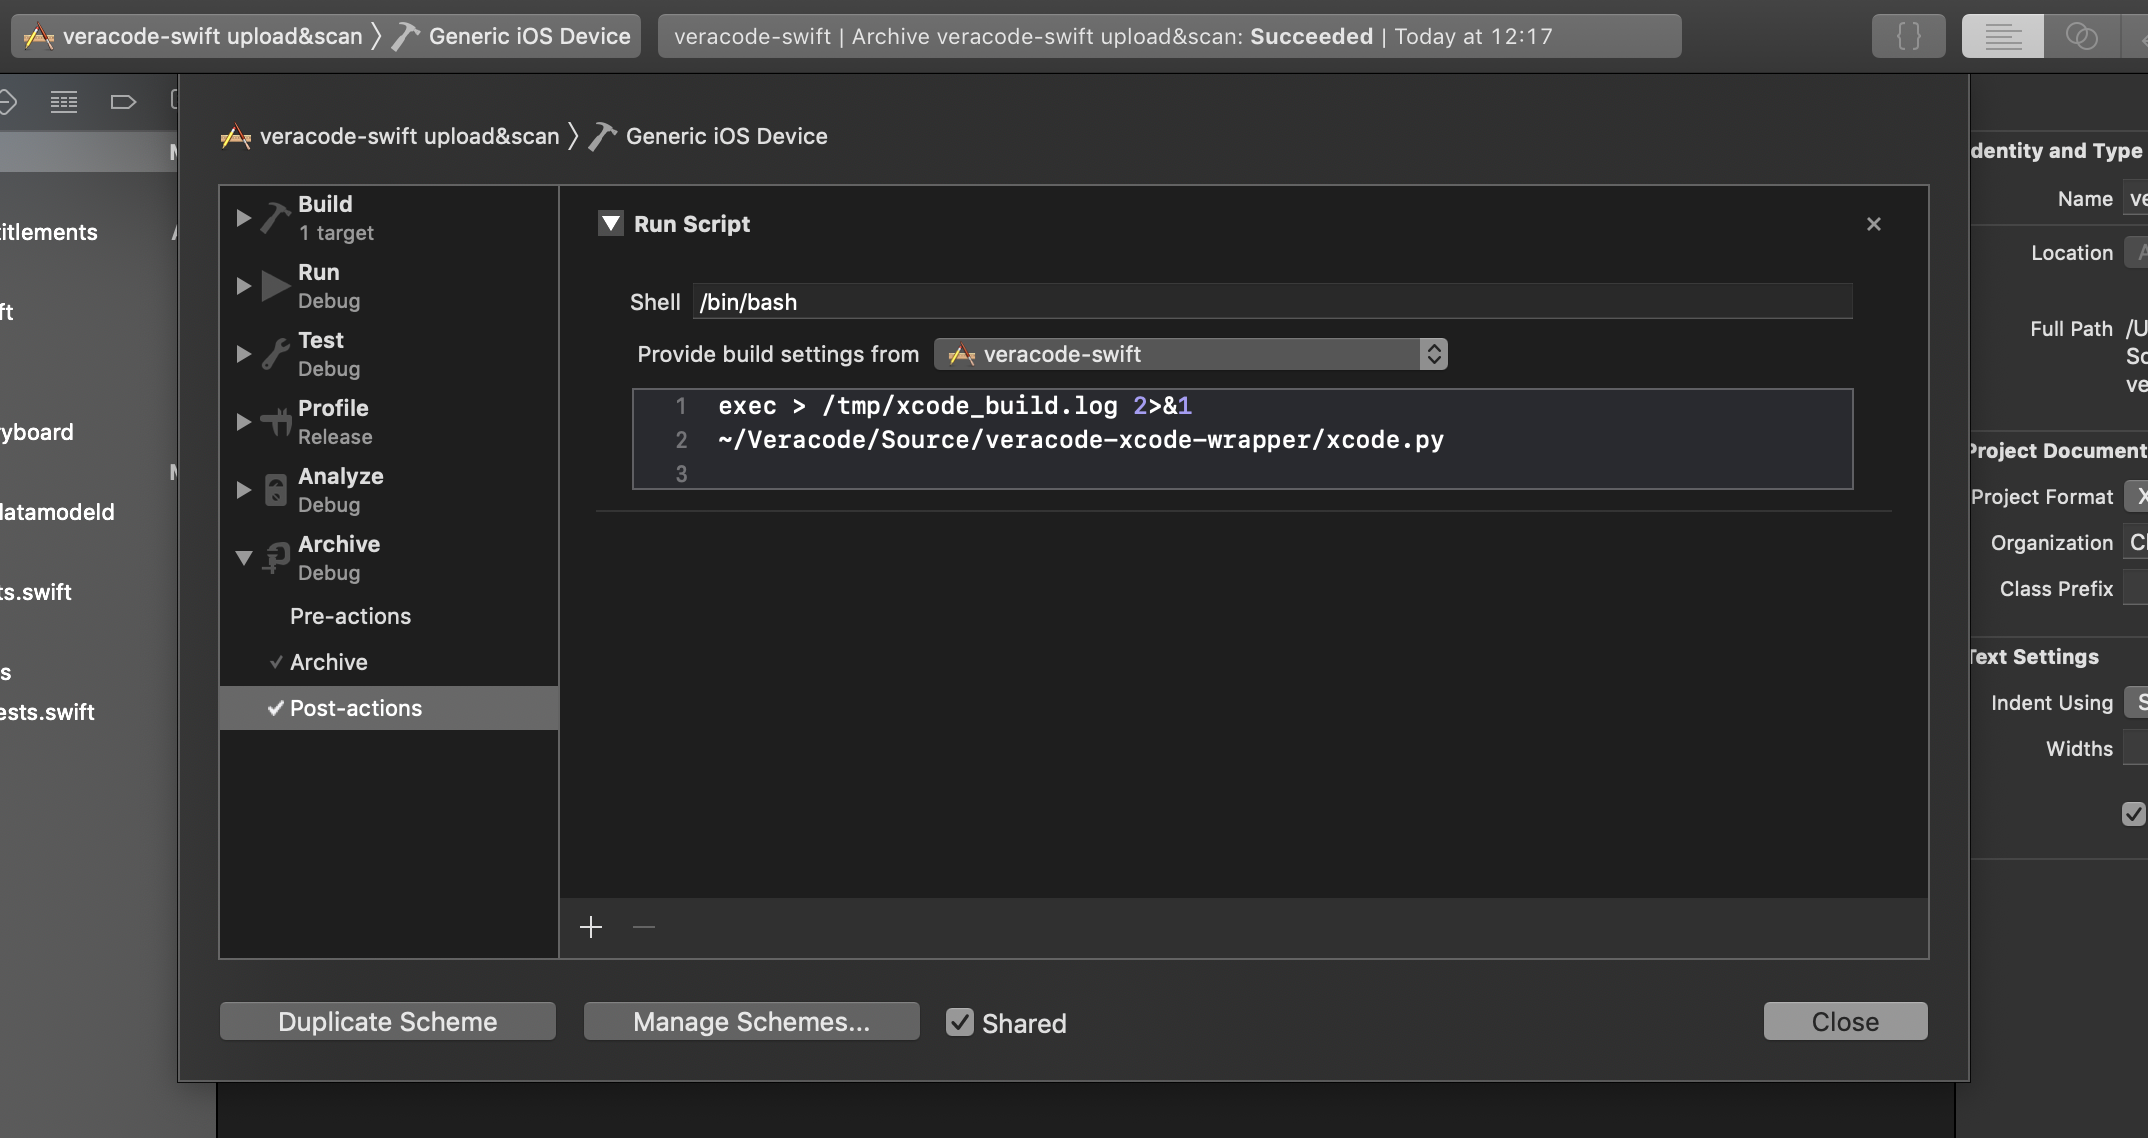 veracode-swift upload&scan 〉 Generic iOS Device
veracode-swift | Archive veracode-swift upload&scan: Succeeded | Today at 12:17
{ }
veracode-swift upload&scan 〉 Generic iOS Device
Build
1 target
Run
Debug
Test
Debug
Profile
Release
Analyze
Debug
Archive
Debug
Pre-actions
Archive
Post-actions
Run Script
Shell /bin/bash
Provide build settings from veracode-swift
1 exec > /tmp/xcode_build.log 2>&1
2 ~/Veracode/Source/veracode-xcode-wrapper/xcode.py
3
Duplicate Scheme
Manage Schemes...
Shared
Close
itlements
ft
yboard
latamodeld
ts.swift
s
ests.swift
dentity and Type
Name ve
Location
Full Path /U
Sc
ve
Project Document
Project Format X
Organization
Class Prefix
Text Settings
Indent Using S
Widths